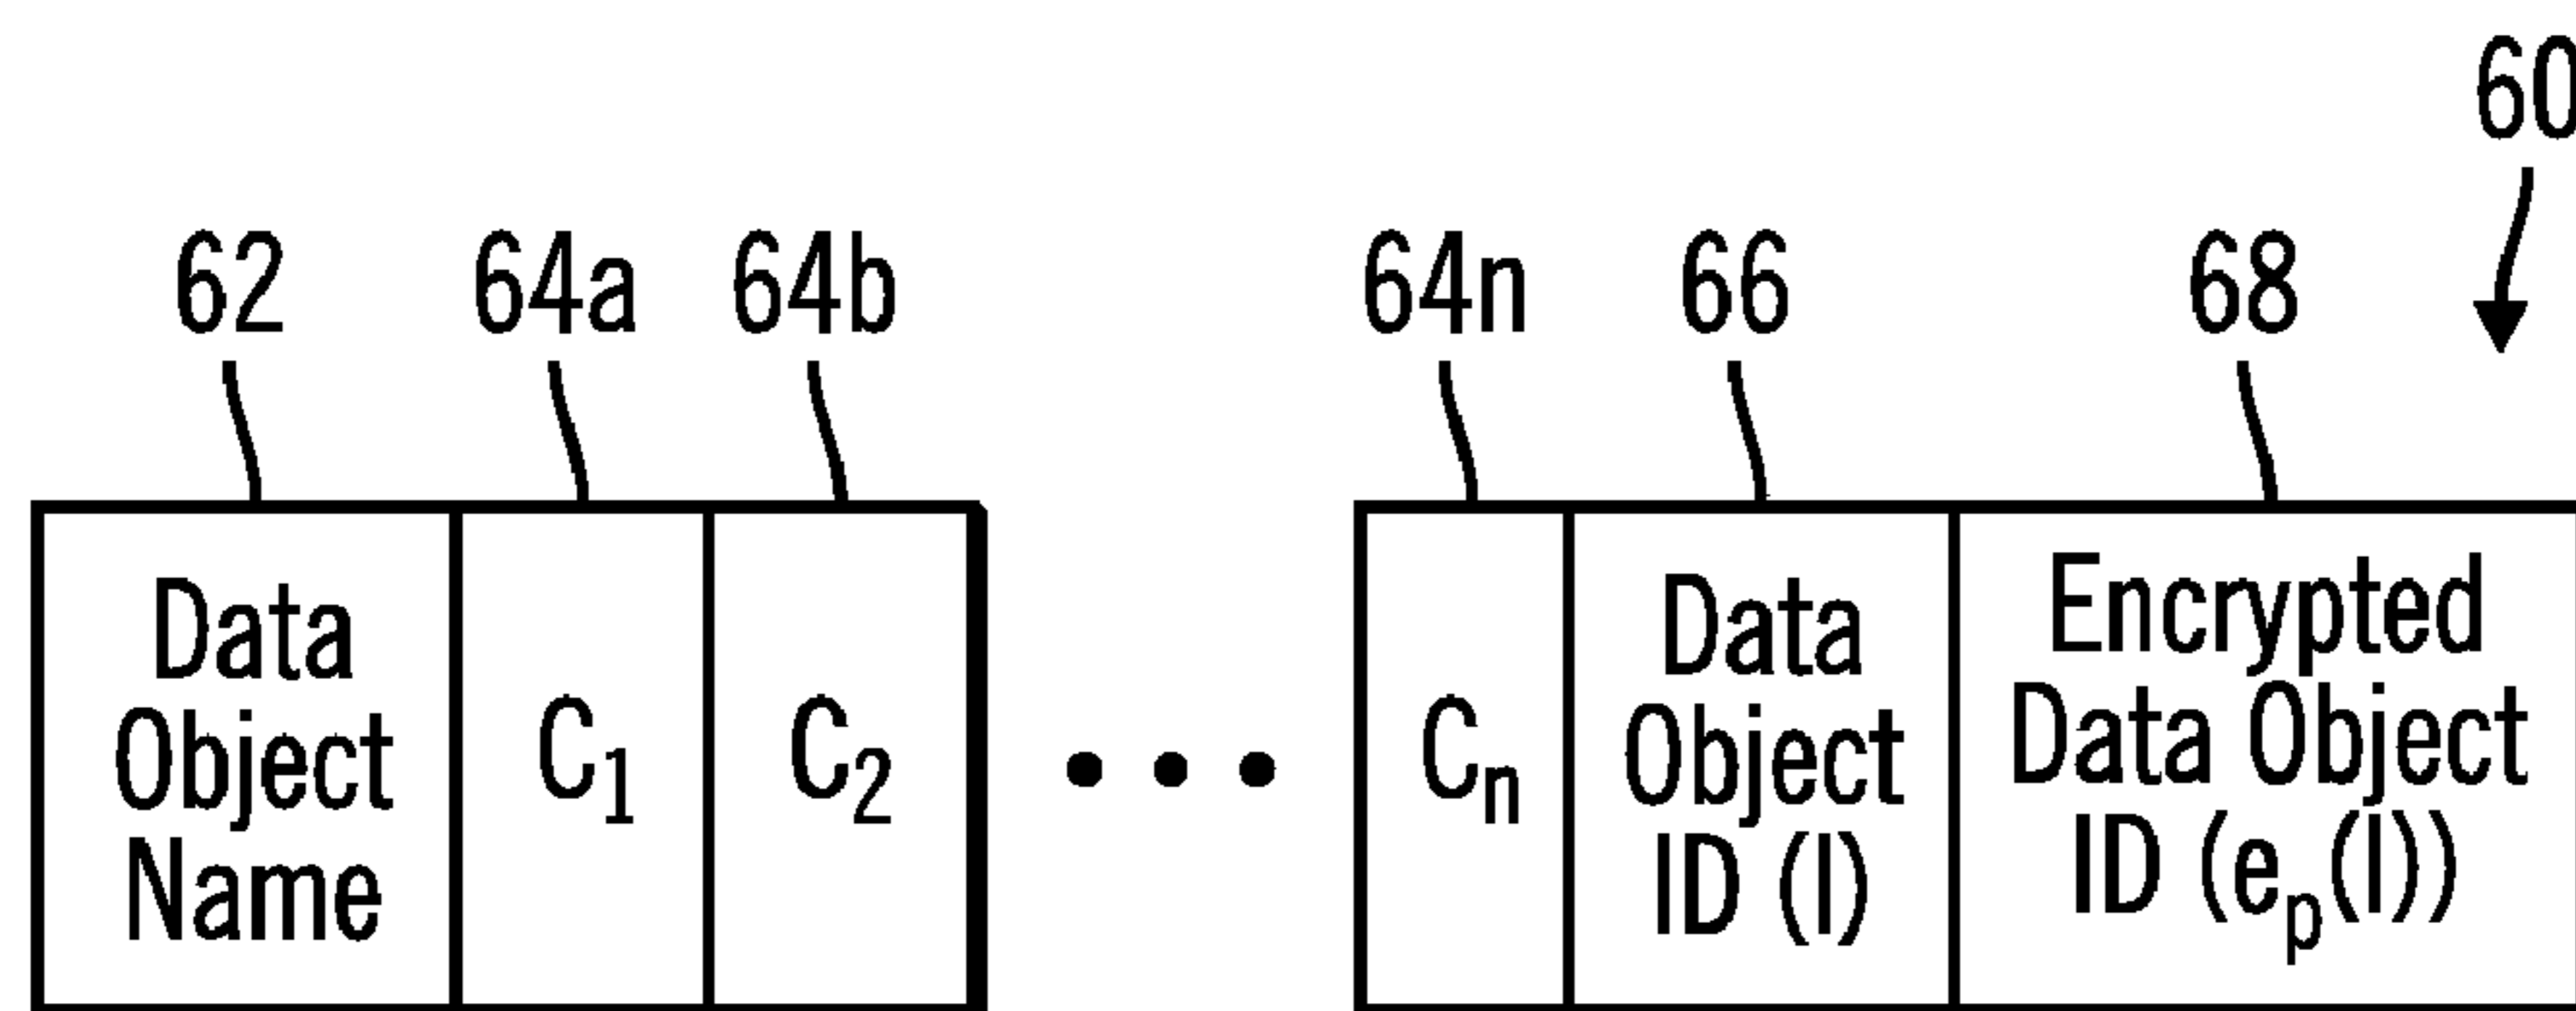 60
62 64a 64b 64n 66 68
Data Object Name
C1
C2
• • •
Cn
Data Object ID (I)
Encrypted Data Object ID (ep(I))